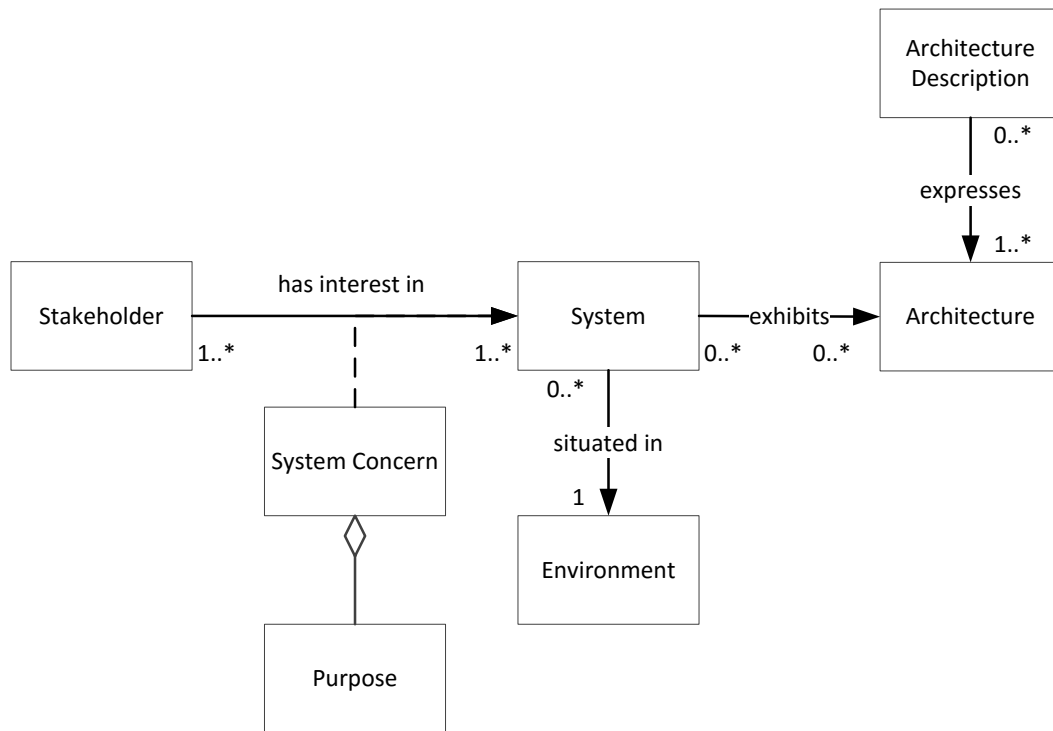 Architecture
Description
0..*
expresses
1..*
has interest in
Stakeholder
System
exhibits
Architecture
1..*
1..*
0..*
0..*
0..*
situated in
System Concern
1
Environment
Purpose